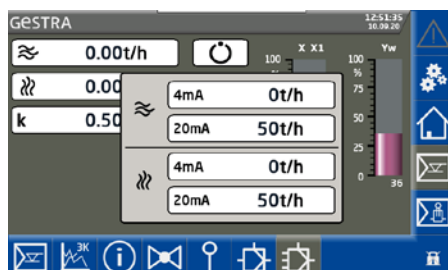 GESTRA 12:51:35
10.09.20
0.00t/h
X X1 Yw
100 100
% %
0.00
75
4mA 0t/h
k 0.50
50
20mA 50t/h
25
4mA 0t/h
0
36
20mA 50t/h
3K